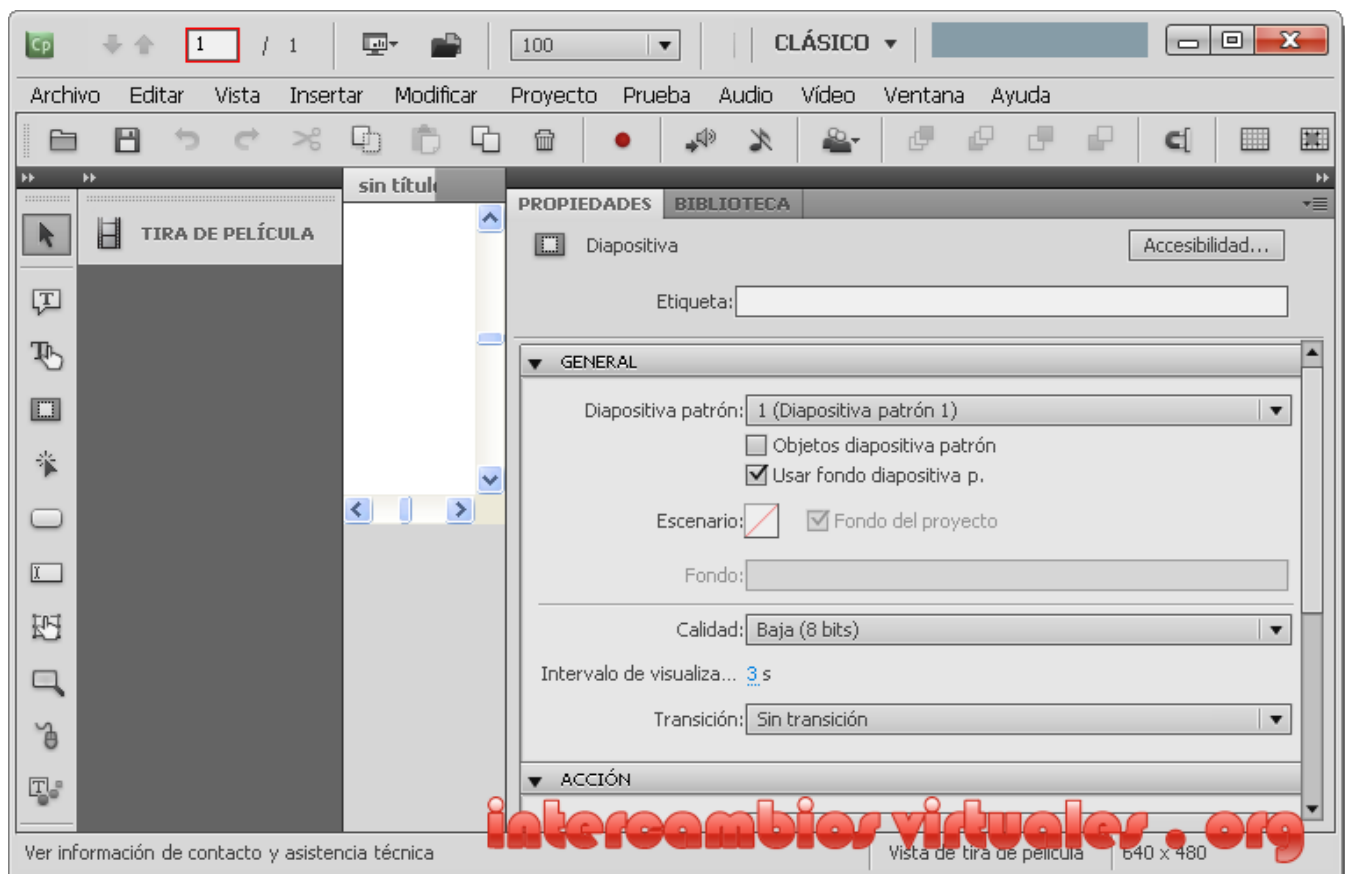 Cp 1 / 1 100 CLÁSICO
Archivo Editar Vista Insertar Modificar Proyecto Prueba Audio Vídeo Ventana Ayuda
sin título
PROPIEDADES BIBLIOTECA
TIRA DE PELÍCULA
Diapositiva Accesibilidad...
Etiqueta:
GENERAL
Diapositiva patrón: 1 (Diapositiva patrón 1)
Objetos diapositiva patrón
Usar fondo diapositiva p.
Escenario: Fondo del proyecto
Fondo:
Calidad: Baja (8 bits)
Intervalo de visualiza... 3 s
Transición: Sin transición
ACCIÓN
intercambios virtuales . org
Ver información de contacto y asistencia técnica Vista de tira de película 640 x 480